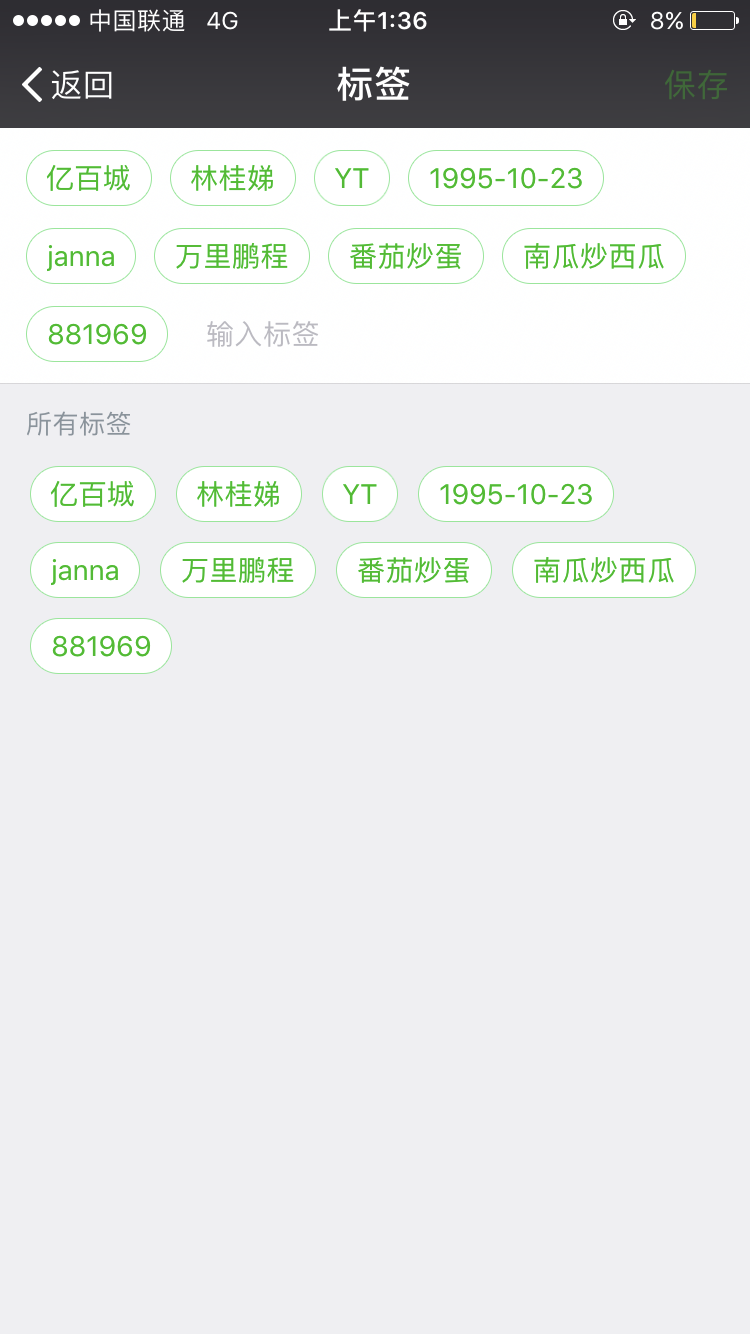 中国联通 4G 上午1:36 8%
返回 标签 保存
亿百城 林桂娣 YT 1995-10-23
janna 万里鹏程 番茄炒蛋 南瓜炒西瓜
881969 输入标签
所有标签
亿百城 林桂娣 YT 1995-10-23
janna 万里鹏程 番茄炒蛋 南瓜炒西瓜
881969